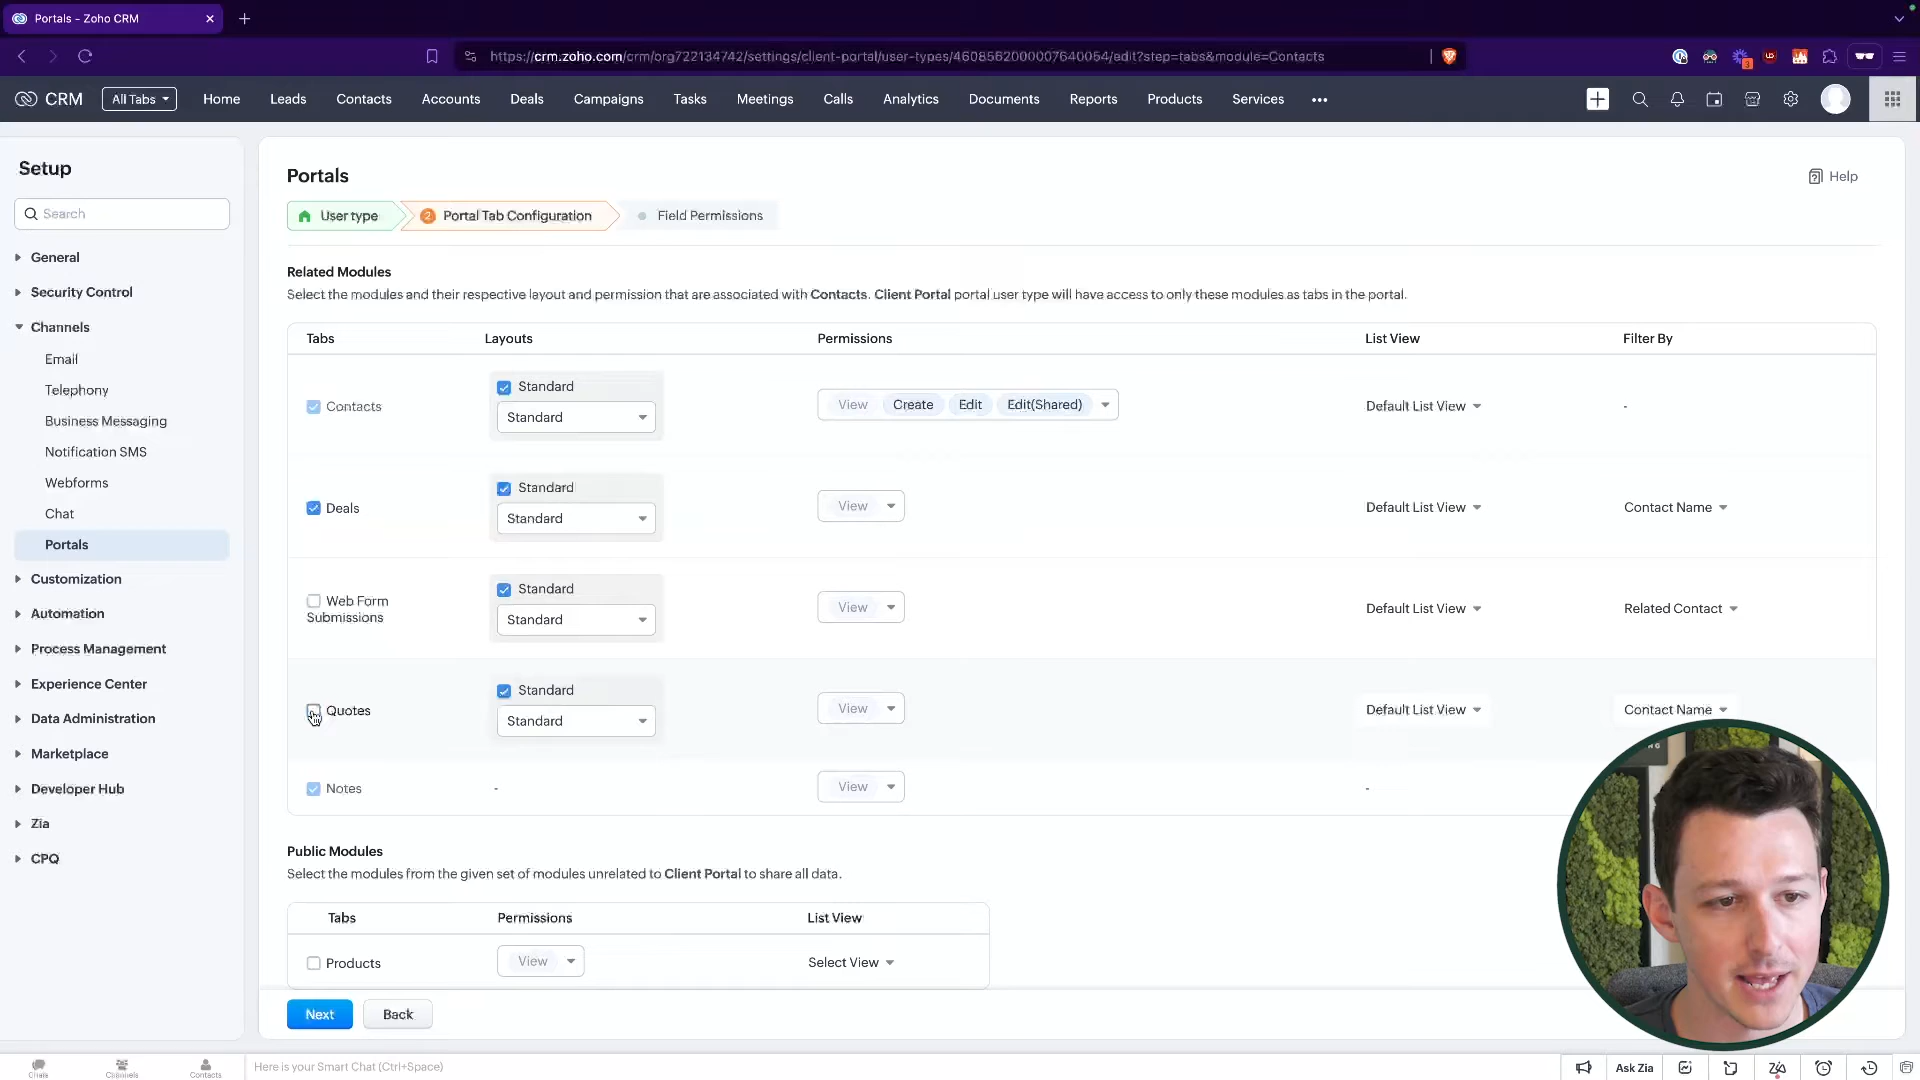 Portals - Zoho CRM
https://crm.zoho.com/crm/org722134742/settings/client-portal/user-types/4608562000007640054/edit?step=tabs&module=Contacts
3
CRM
All Tabs
Home
Leads
Contacts
Accounts
Deals
Campaigns
Tasks
Meetings
Calls
Analytics
Documents
Reports
Products
Services
Setup
Search
General
Security Control
Channels
Email
Telephony
Business Messaging
Notification SMS
Webforms
Chat
Portals
Customization
Automation
Process Management
Experience Center
Data Administration
Marketplace
Developer Hub
Zia
CPQ
Portals
Help
User type
2 Portal Tab Configuration
Field Permissions
Related Modules
Select the modules and their respective layout and permission that are associated with Contacts. Client Portal portal user type will have access to only these modules as tabs in the portal.
Tabs Layouts Permissions List View Filter By
Contacts
Standard
Standard
View Create Edit Edit(Shared)
Default List View
-
Deals
Standard
Standard
View
Default List View
Contact Name
Web Form
Submissions
Standard
Standard
View
Default List View
Related Contact
Quotes
Standard
Standard
View
Default List View
Contact Name
Notes
-
View
-
Public Modules
Select the modules from the given set of modules unrelated to Client Portal to share all data.
Tabs Permissions List View
Products
View
Select View
Next
Back
Chats
Channels
Contacts
Here is your Smart Chat (Ctrl+Space)
Ask Zia